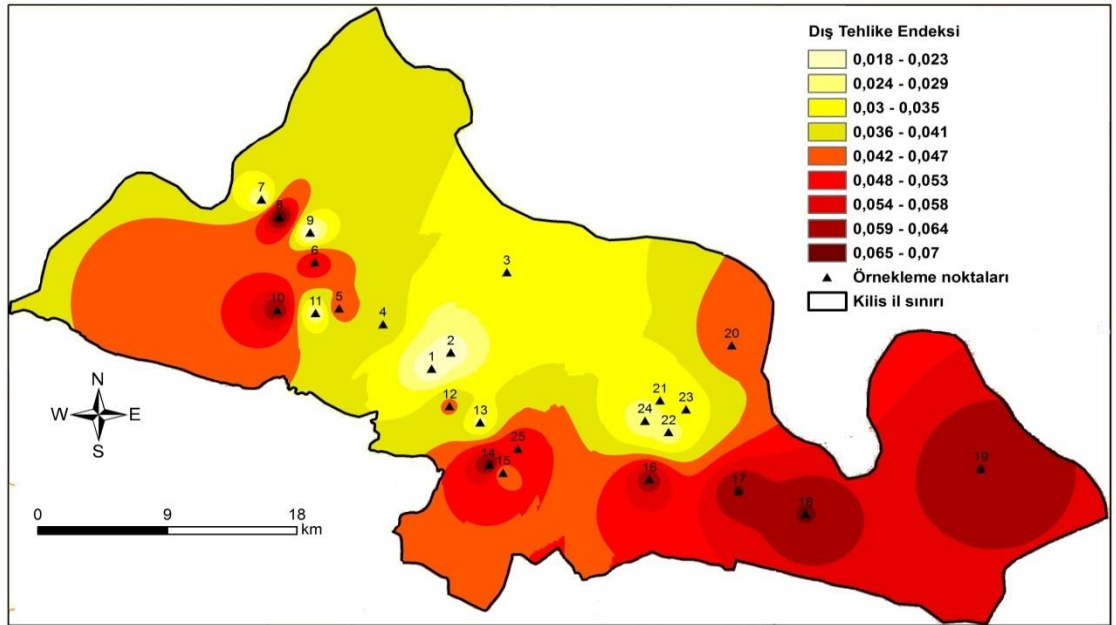 Dış Tehlike Endeksi
0,018 - 0,023
0,024 - 0,029
0,03 - 0,035
0,036 - 0,041
0,042 - 0,047
0,048 - 0,053
0,054 - 0,058
0,059 - 0,064
0,065 - 0,07
Örnekleme noktaları
Kilis il sınırı
7
8
9
6
3
10
11
5
4
20
2
1
12
13
21
23
24
22
25
14
15
16
17
18
19
N
W E
S
0 9 18
km